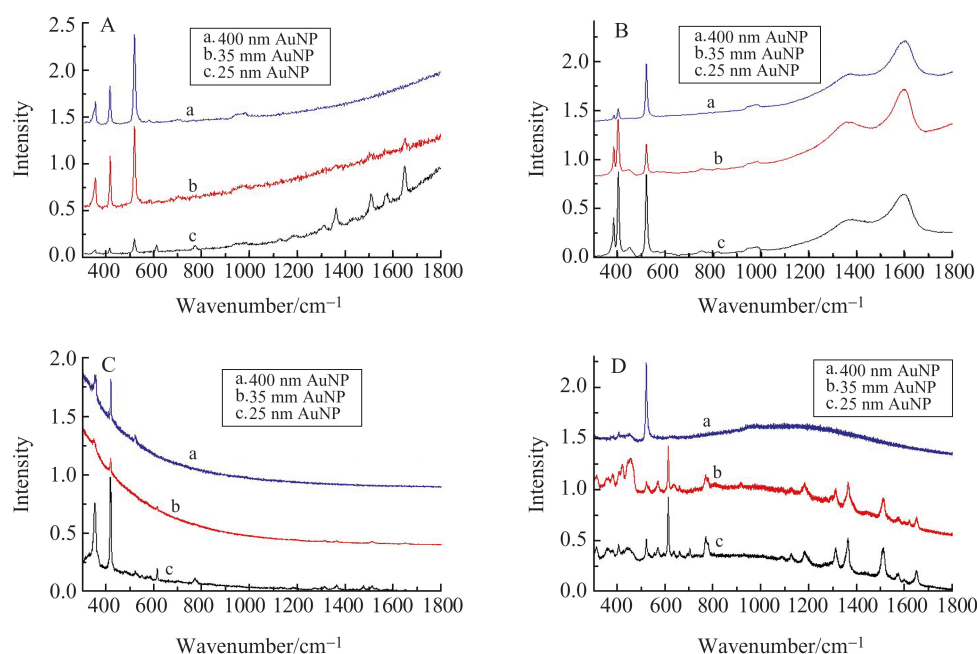 A
a. 400 nm AuNP
b. 35 mm AuNP
c. 25 nm AuNP
2.5
2.0
1.5
1.0
0.5
0.0
Intensity
a
b
c
400 600 800 1000 1200 1400 1600 1800
Wavenumber/cm⁻¹
B
a. 400 nm AuNP
b. 35 mm AuNP
c. 25 nm AuNP
2.5
2.0
1.5
1.0
0.5
0.0
Intensity
a
b
c
400 600 800 1000 1200 1400 1600 1800
Wavenumber/cm⁻¹
C
a. 400 nm AuNP
b. 35 mm AuNP
c. 25 nm AuNP
2.0
1.5
1.0
0.5
0.0
Intensity
a
b
c
400 600 800 1000 1200 1400 1600 1800
Wavenumber/cm⁻¹
D
a. 400 nm AuNP
b. 35 mm AuNP
c. 25 nm AuNP
2.0
1.5
1.0
0.5
0.0
Intensity
a
b
c
400 600 800 1000 1200 1400 1600 1800
Wavenumber/cm⁻¹